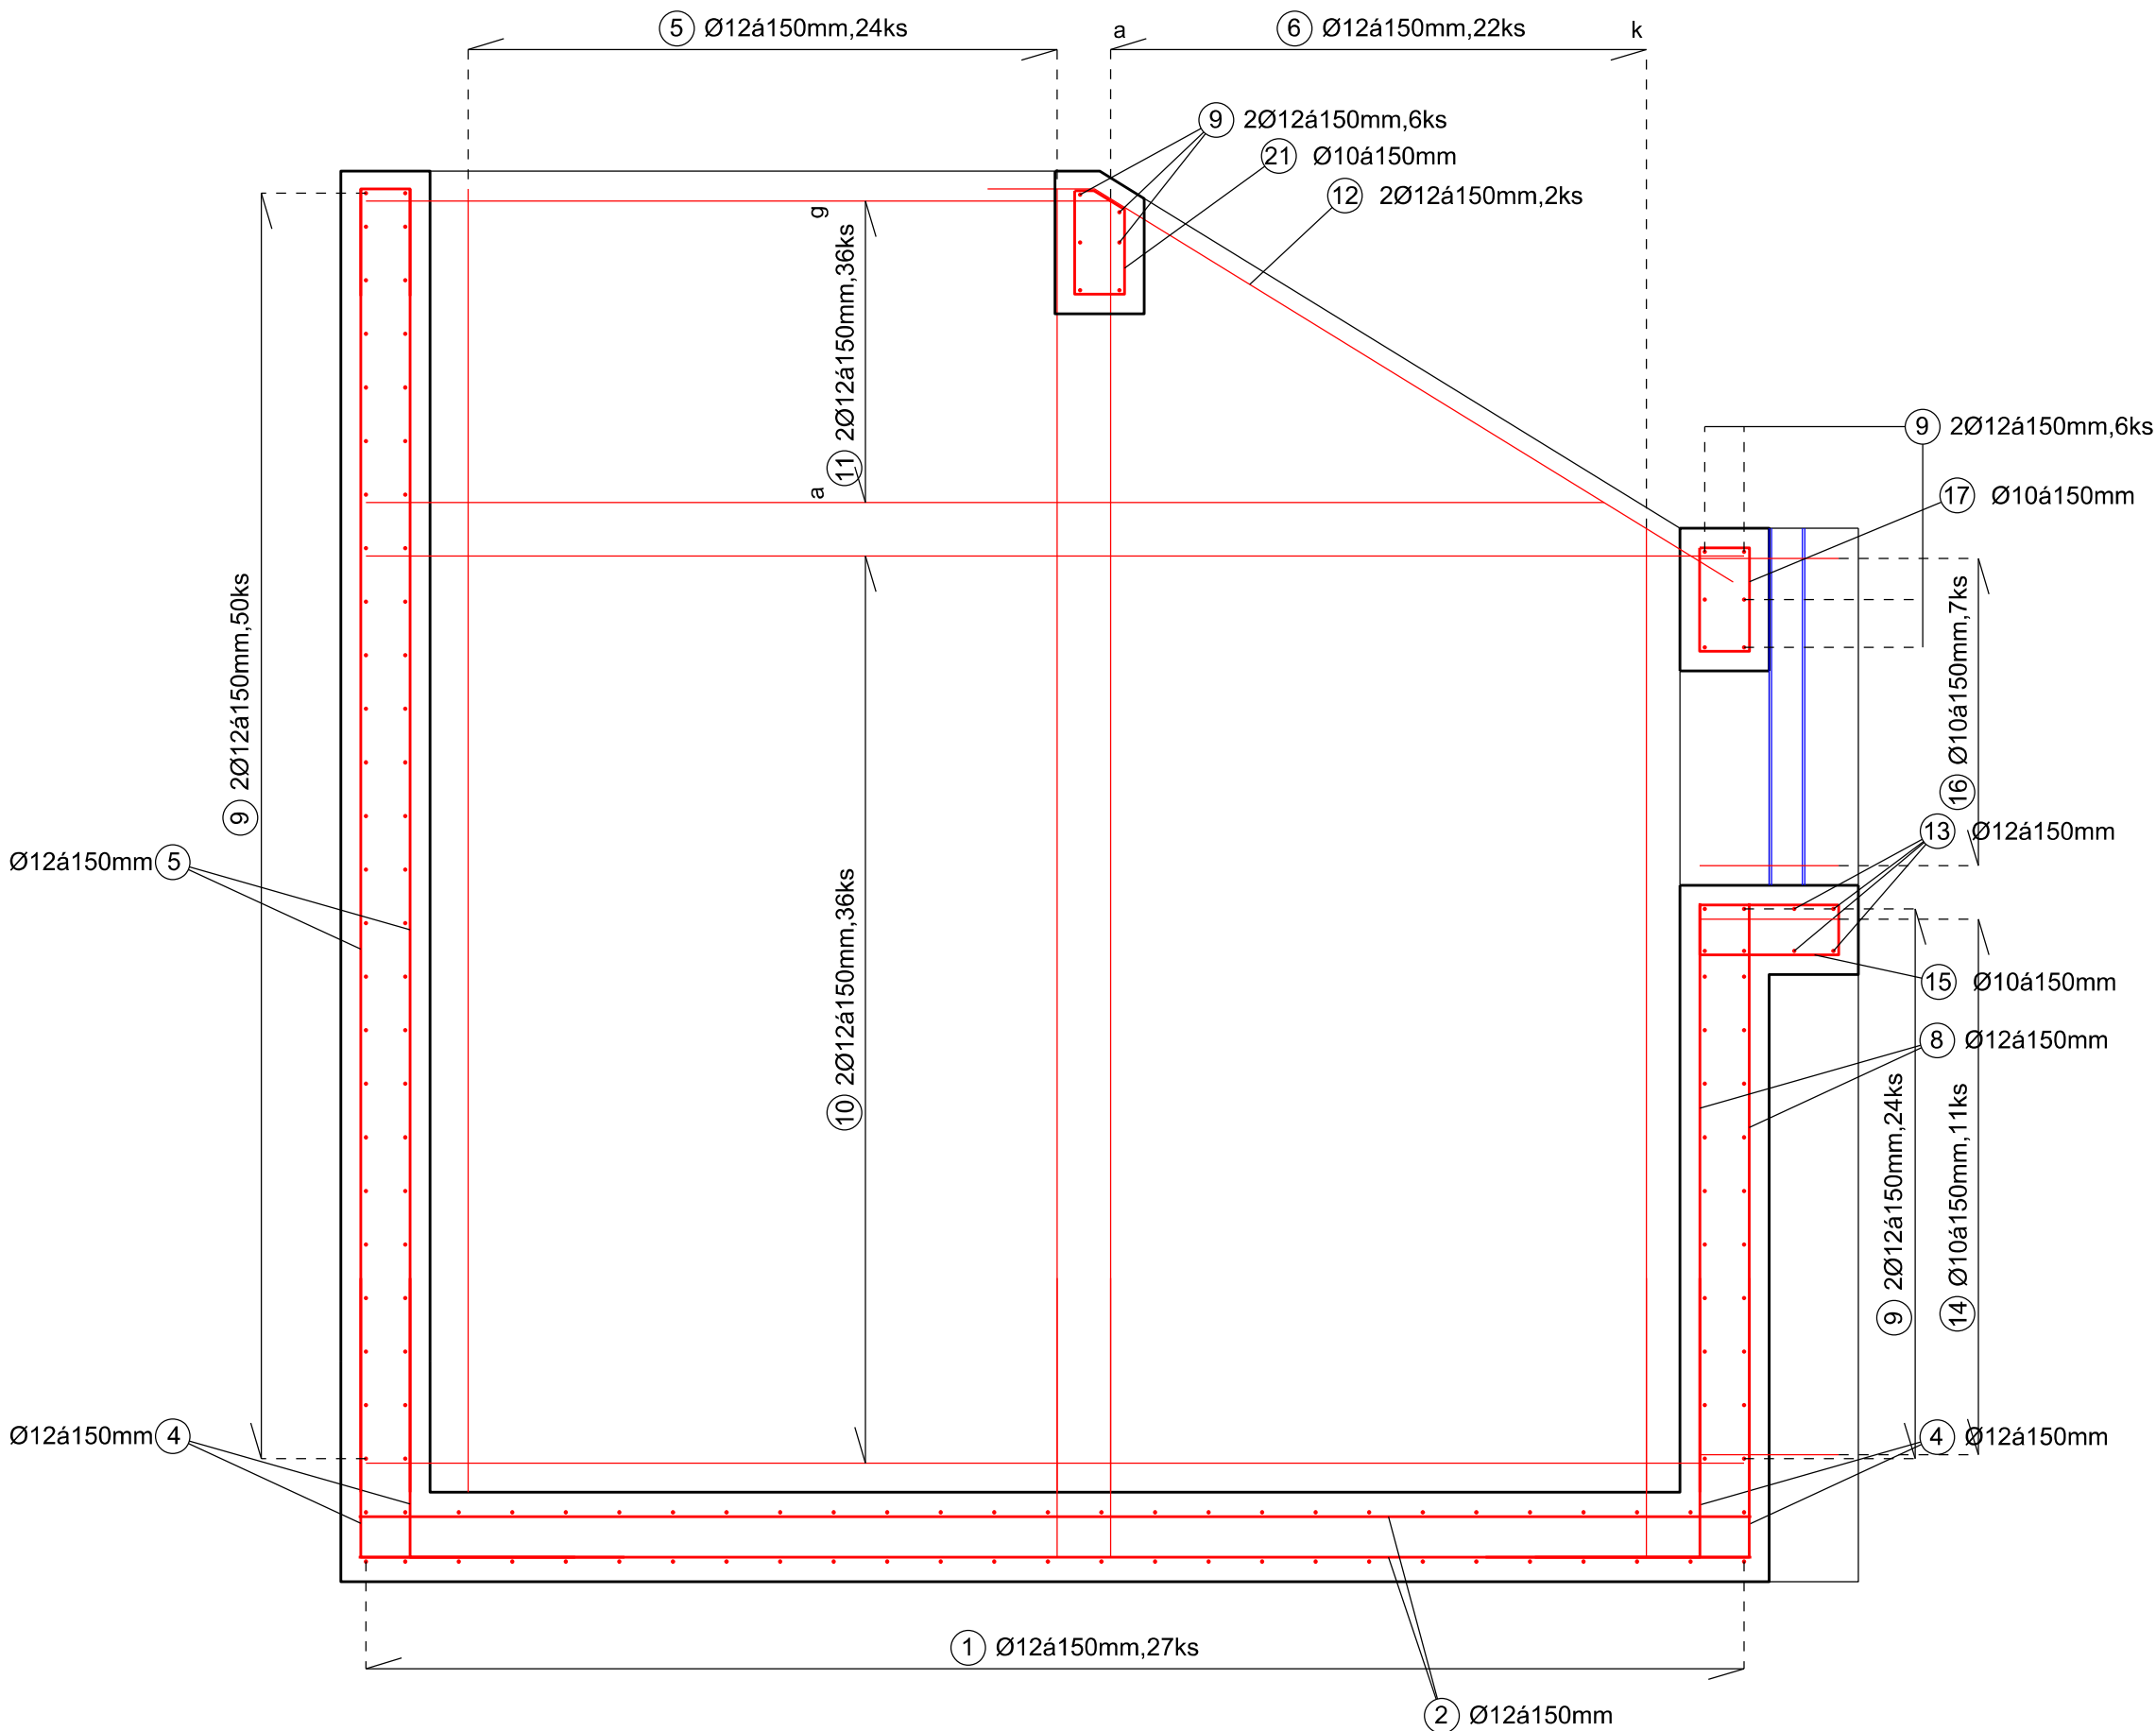 5 Ø12á150mm,24ks
a
6 Ø12á150mm,22ks
k
9 2Ø12á150mm,6ks
21 Ø10á150mm
12 2Ø12á150mm,2ks
g
11 2Ø12á150mm,36ks
a
9 2Ø12á150mm,6ks
17 Ø10á150mm
9 2Ø12á150mm,50ks
16 Ø10á150mm,7ks
13 Ø12á150mm
Ø12á150mm 5
10 2Ø12á150mm,36ks
15 Ø10á150mm
8 Ø12á150mm
9 2Ø12á150mm,24ks
14 Ø10á150mm,11ks
Ø12á150mm 4
4 Ø12á150mm
1 Ø12á150mm,27ks
2 Ø12á150mm